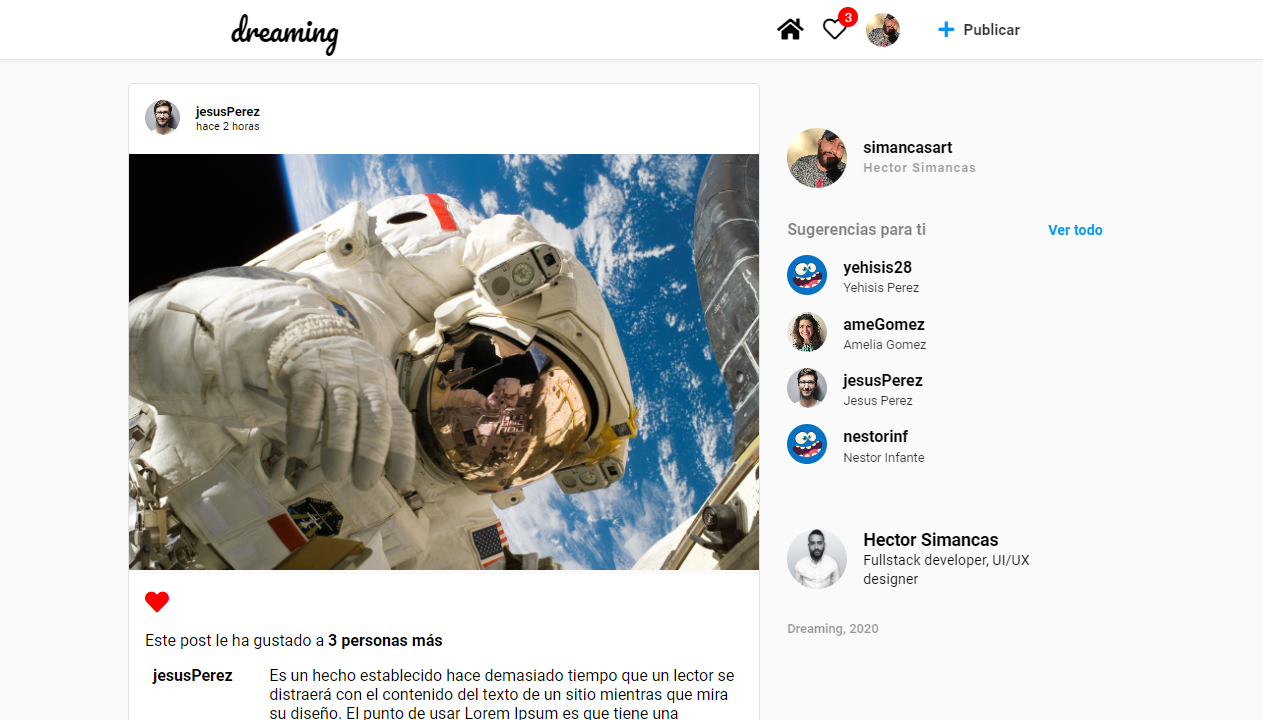 dreaming
3
Publicar
jesusPerez
hace 2 horas
Este post le ha gustado a 3 personas más
jesusPerez
Es un hecho establecido hace demasiado tiempo que un lector se
distraerá con el contenido del texto de un sitio mientras que mira
su diseño. El punto de usar Lorem Ipsum es que tiene una
simancasart
Hector Simancas
Sugerencias para ti
Ver todo
yehisis28
Yehisis Perez
ameGomez
Amelia Gomez
jesusPerez
Jesus Perez
nestorinf
Nestor Infante
Hector Simancas
Fullstack developer, UI/UX
designer
Dreaming, 2020